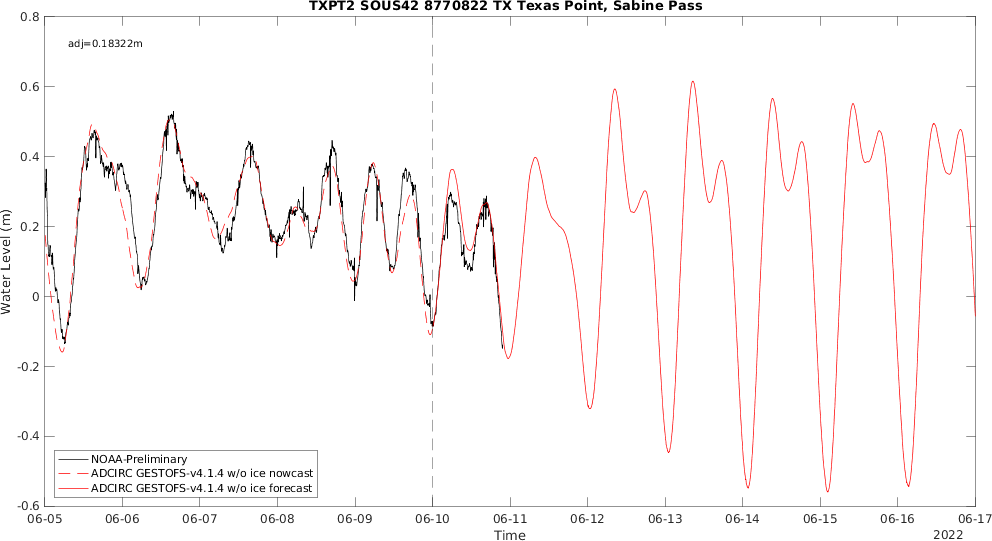 TXPT2 SOUS42 8770822 TX Texas Point, Sabine Pass
adj=0.18322m
0.8
0.6
0.4
0.2
0
-0.2
-0.4
-0.6
Water Level (m)
NOAA-Preliminary
ADCIRC GESTOFS-v4.1.4 w/o ice nowcast
ADCIRC GESTOFS-v4.1.4 w/o ice forecast
06-05 06-06 06-07 06-08 06-09 06-10 06-11 06-12 06-13 06-14 06-15 06-16 06-17
Time
2022